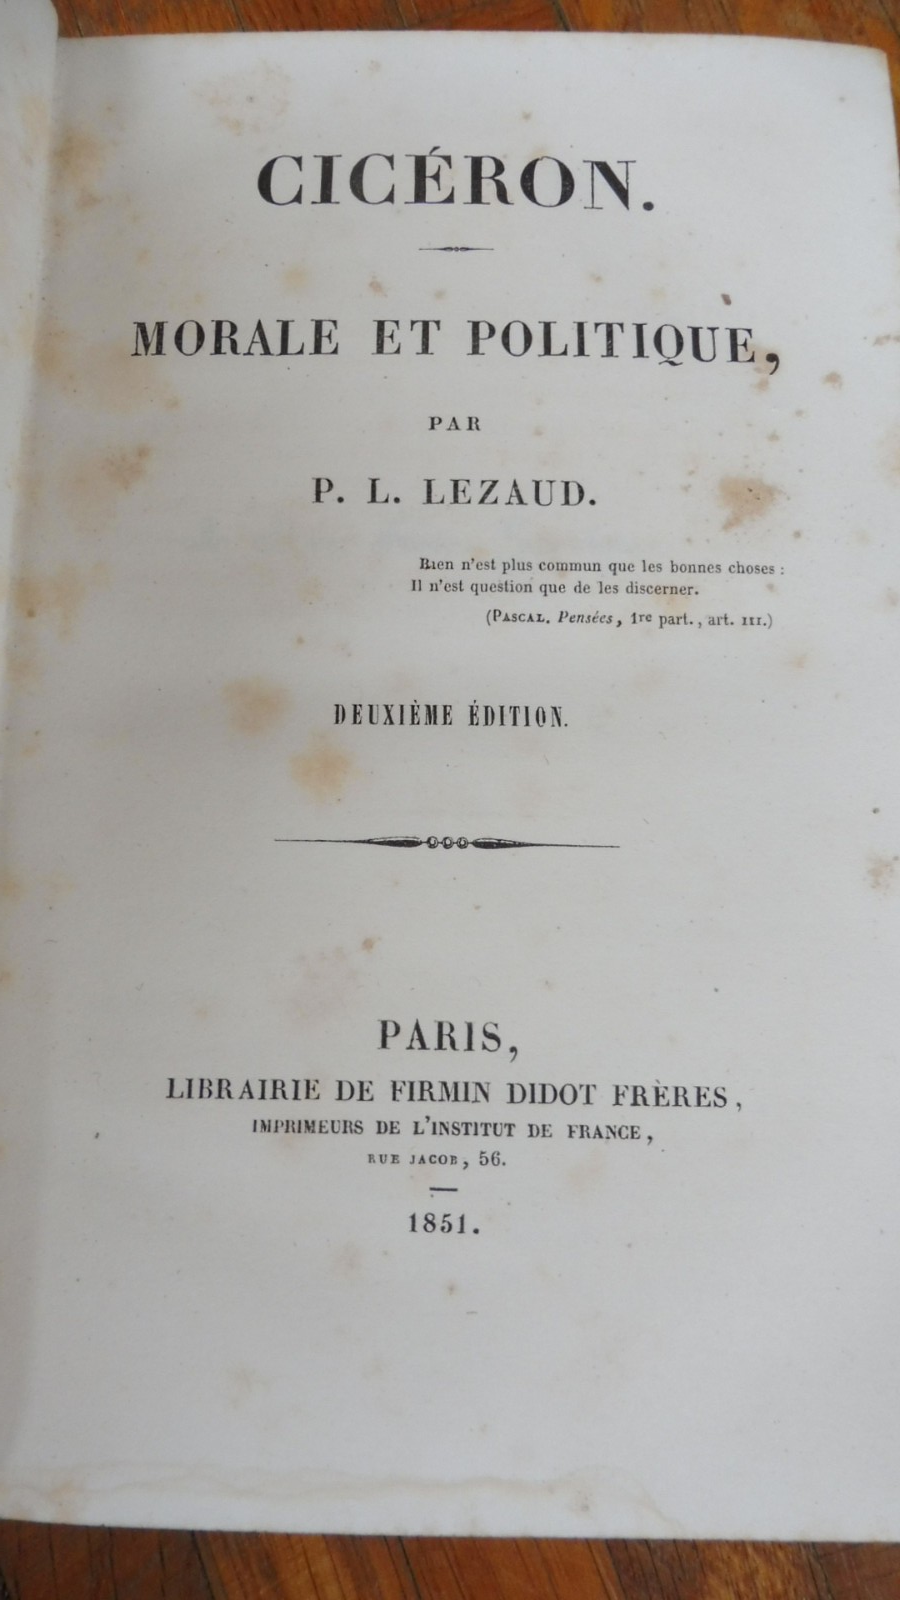 CICÉRON.
MORALE ET POLITIQUE,
PAR
P. L. LEZAUD.
Rien n'est plus commun que les bonnes choses :
Il n'est question que de les discerner.
(PASCAL. Pensées, 1re part., art. III.)
DEUXIÈME ÉDITION.
PARIS,
LIBRAIRIE DE FIRMIN DIDOT FRÈRES,
IMPRIMEURS DE L'INSTITUT DE FRANCE,
RUE JACOB, 56.
1851.